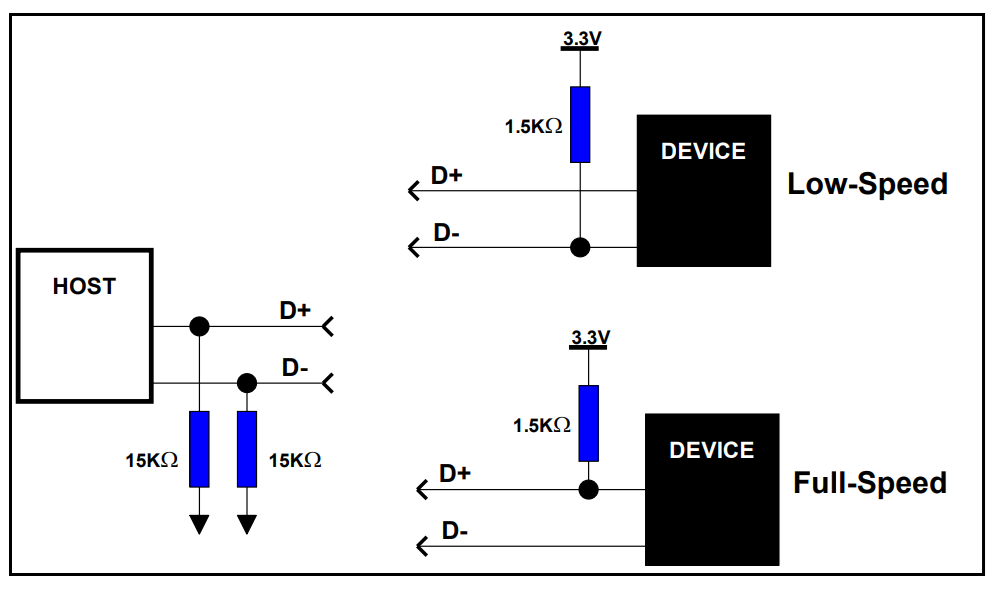 3.3V
1.5KΩ
DEVICE
Low-Speed
D+
D-
HOST
D+
D-
15KΩ
15KΩ
3.3V
1.5KΩ
DEVICE
Full-Speed
D+
D-